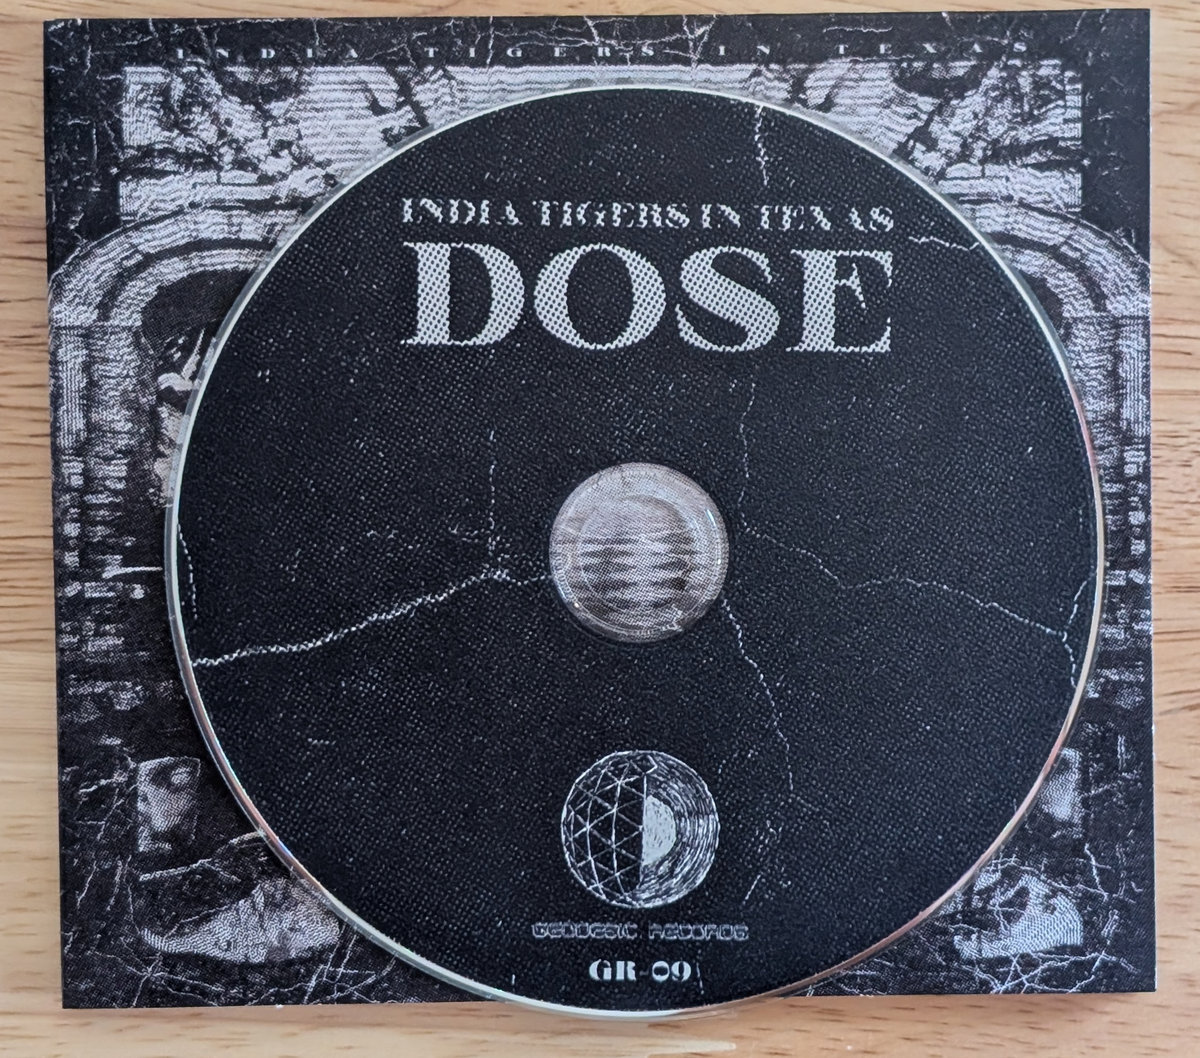 INDIA TIGERS IN TEXAS
INDIA TIGERS IN TEXAS
DOSE
GEODESIC RECORDS
GR-09